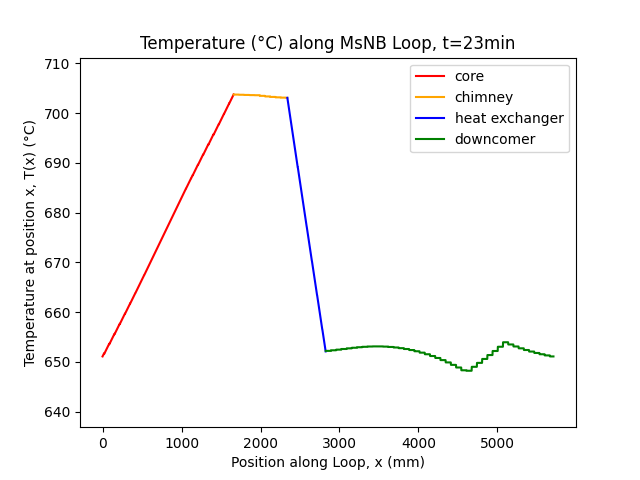 Temperature (°C) along MsNB Loop, t=23min
710
700
690
680
670
660
650
640
Temperature at position x, T(x) (°C)
core
chimney
heat exchanger
downcomer
0
1000
2000
3000
4000
5000
Position along Loop, x (mm)